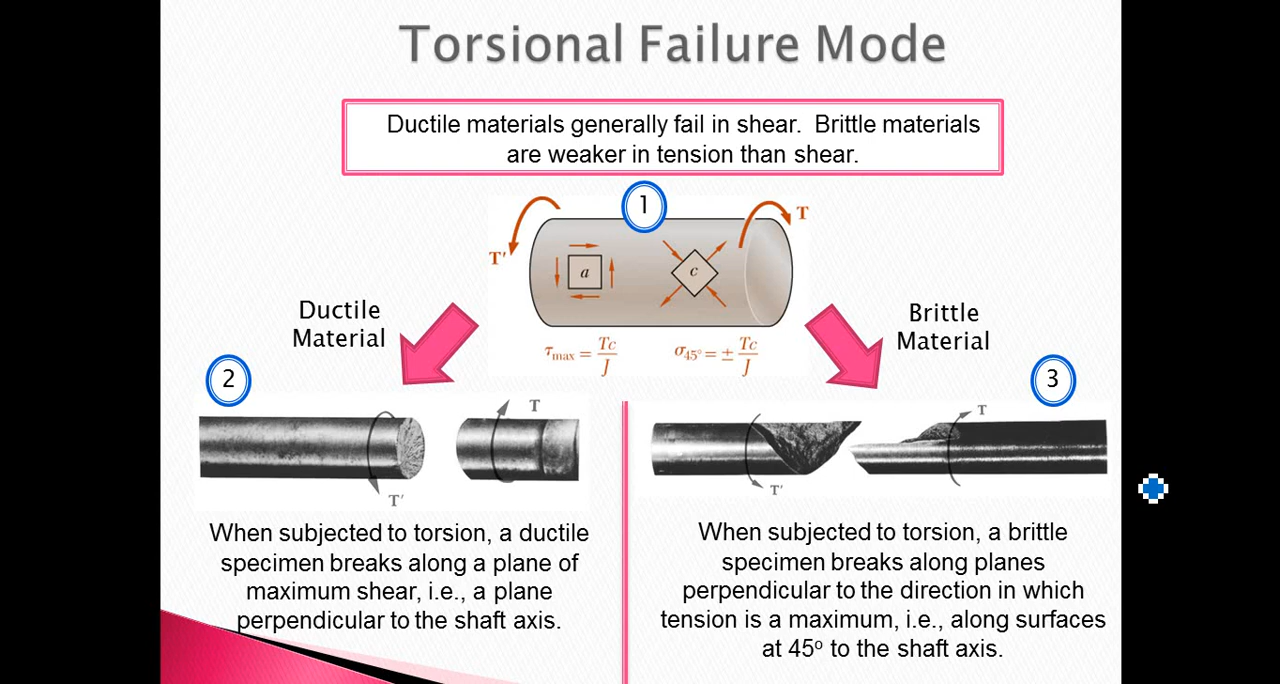 Torsional Failure Mode
Ductile materials generally fail in shear.  Brittle materials
are weaker in tension than shear.
1
T'
T
a
c
τmax = Tc/J
σ45° = ± Tc/J
Ductile
Material
Brittle
Material
2
3
T
T'
T
T'
When subjected to torsion, a ductile
specimen breaks along a plane of
maximum shear, i.e., a plane
perpendicular to the shaft axis.
When subjected to torsion, a brittle
specimen breaks along planes
perpendicular to the direction in which
tension is a maximum, i.e., along surfaces
at 45º to the shaft axis.